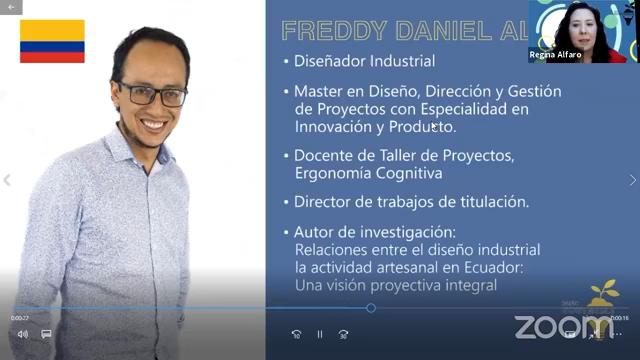 FREDDY DANIEL AL
Regina Alfaro
• Diseñador Industrial
• Master en Diseño, Dirección y Gestión
de Proyectos con Especialidad en
Innovación y Producto.
• Docente de Taller de Proyectos,
Ergonomía Cognitiva
• Director de trabajos de titulación.
• Autor de investigación:
Relaciones entre el diseño industrial
la actividad artesanal en Ecuador:
Una visión proyectiva integral
0:00:27
0:00:16
10
30
zoom